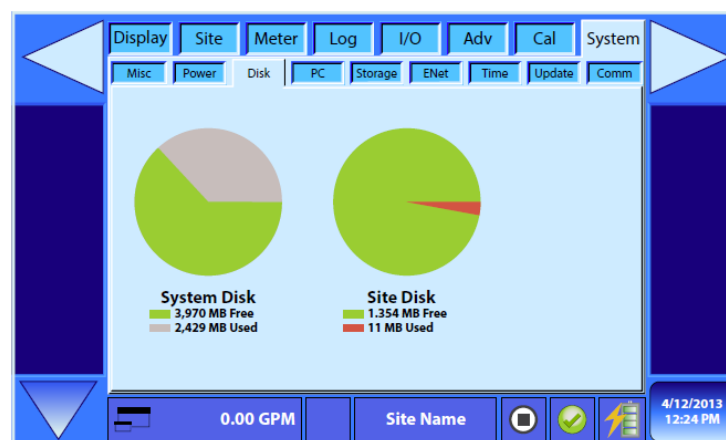 Display Site Meter Log I/O Adv Cal System
Misc Power Disk PC Storage ENet Time Update Comm
System Disk
3,970 MB Free
2,429 MB Used
Site Disk
1.354 MB Free
11 MB Used
0.00 GPM Site Name
4/12/2013
12:24 PM